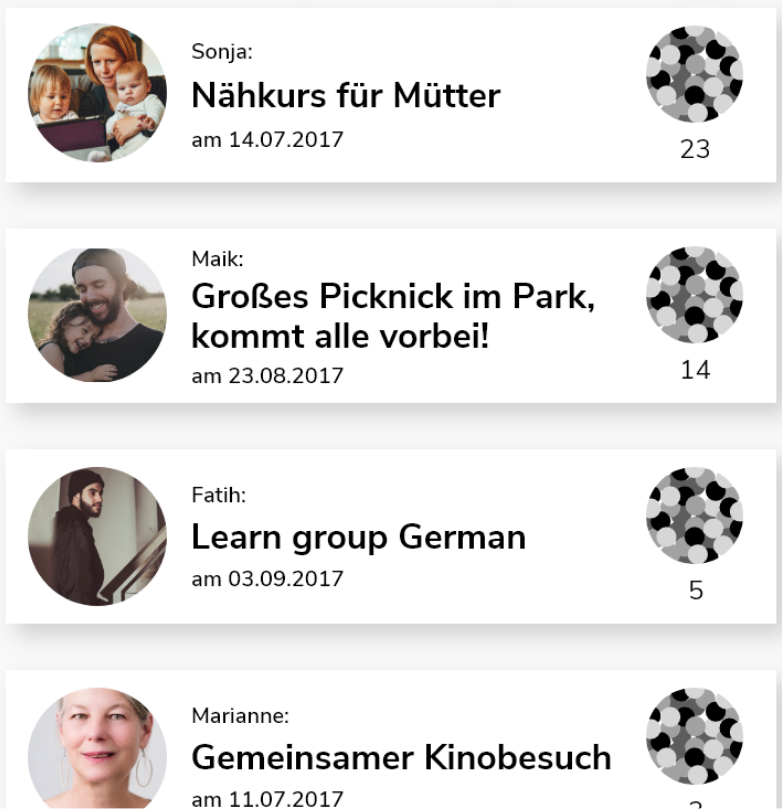 Sonja:
Nähkurs für Mütter
am 14.07.2017
23
Maik:
Großes Picknick im Park,
kommt alle vorbei!
am 23.08.2017
14
Fatih:
Learn group German
am 03.09.2017
5
Marianne:
Gemeinsamer Kinobesuch
am 11.07.2017